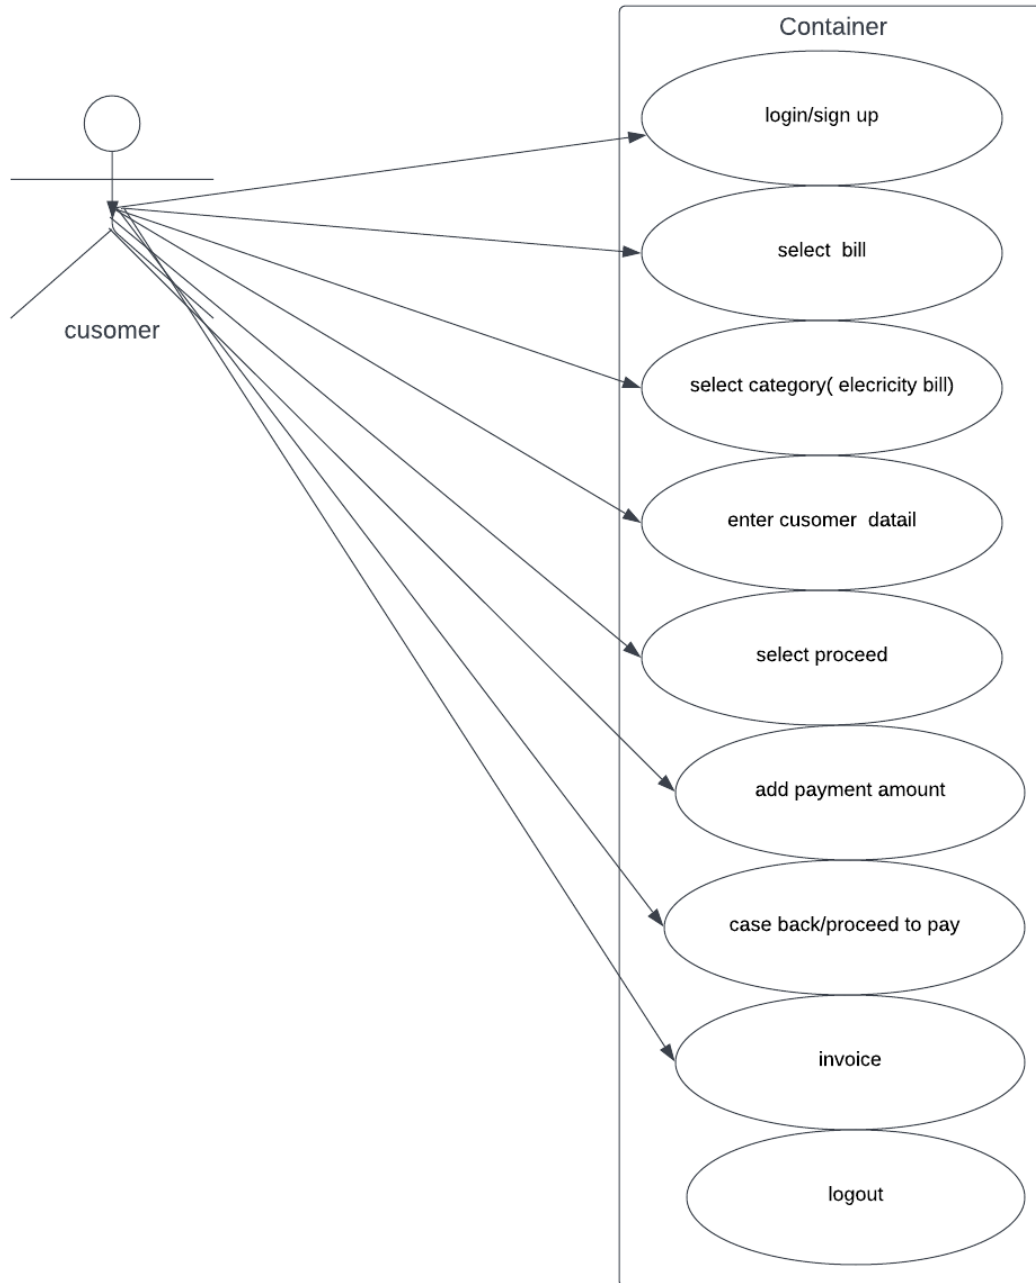 Container
login/sign up
select  bill
cusomer
select category( elecricity bill)
enter cusomer  datail
select proceed
add payment amount
case back/proceed to pay
invoice
logout